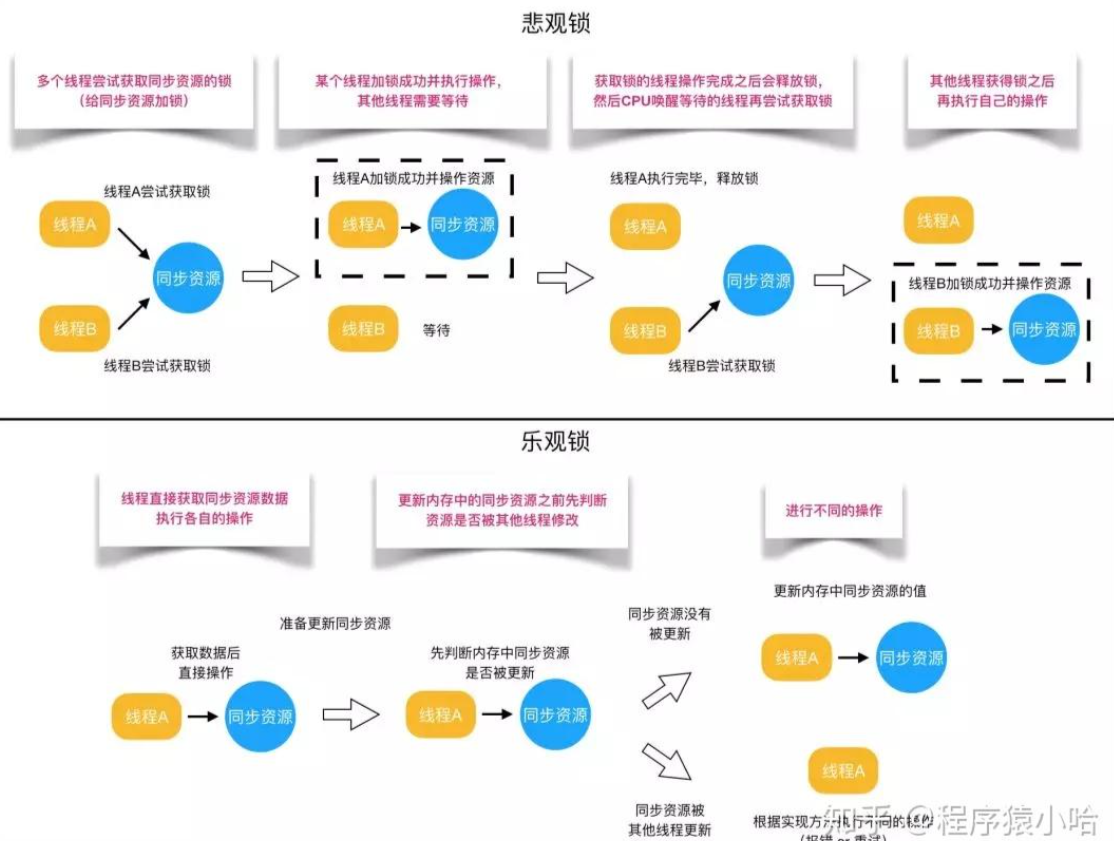 悲观锁
多个线程尝试获取同步资源的锁
（给同步资源加锁）
某个线程加锁成功并执行操作，
其他线程需要等待
获取锁的线程操作完成之后会释放锁，
然后CPU唤醒等待的线程再尝试获取锁
其他线程获得锁之后
再执行自己的操作
线程A尝试获取锁
线程A
同步资源
线程B
线程B尝试获取锁
线程A加锁成功并操作资源
线程A
同步资源
线程B
等待
线程A执行完毕，释放锁
线程A
同步资源
线程B
线程B尝试获取锁
线程A
线程B加锁成功并操作资源
线程B
同步资源
乐观锁
线程直接获取同步资源数据
执行各自的操作
更新内存中的同步资源之前先判断
资源是否被其他线程修改
进行不同的操作
准备更新同步资源
获取数据后
直接操作
线程A
同步资源
先判断内存中同步资源
是否被更新
线程A
同步资源
同步资源没有
被更新
更新内存中同步资源的值
线程A
同步资源
同步资源被
其他线程更新
线程A
根据实现方式执行不同的操作
（报错 or 重试）
知乎 @程序猿小哈